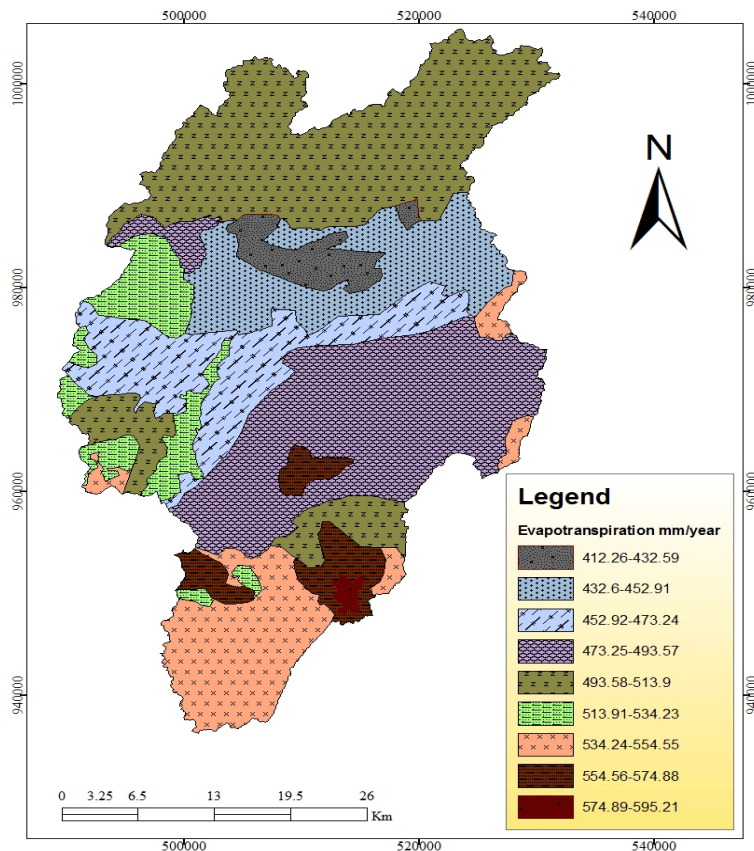 500000 520000 540000
1000000 1000000
N
980000 980000
960000 960000
Legend
Evapotranspiration mm/year
412.26-432.59
432.6-452.91
452.92-473.24
473.25-493.57
493.58-513.9
513.91-534.23
534.24-554.55
554.56-574.88
574.89-595.21
940000 940000
0 3.25 6.5 13 19.5 26
Km
500000 520000 540000